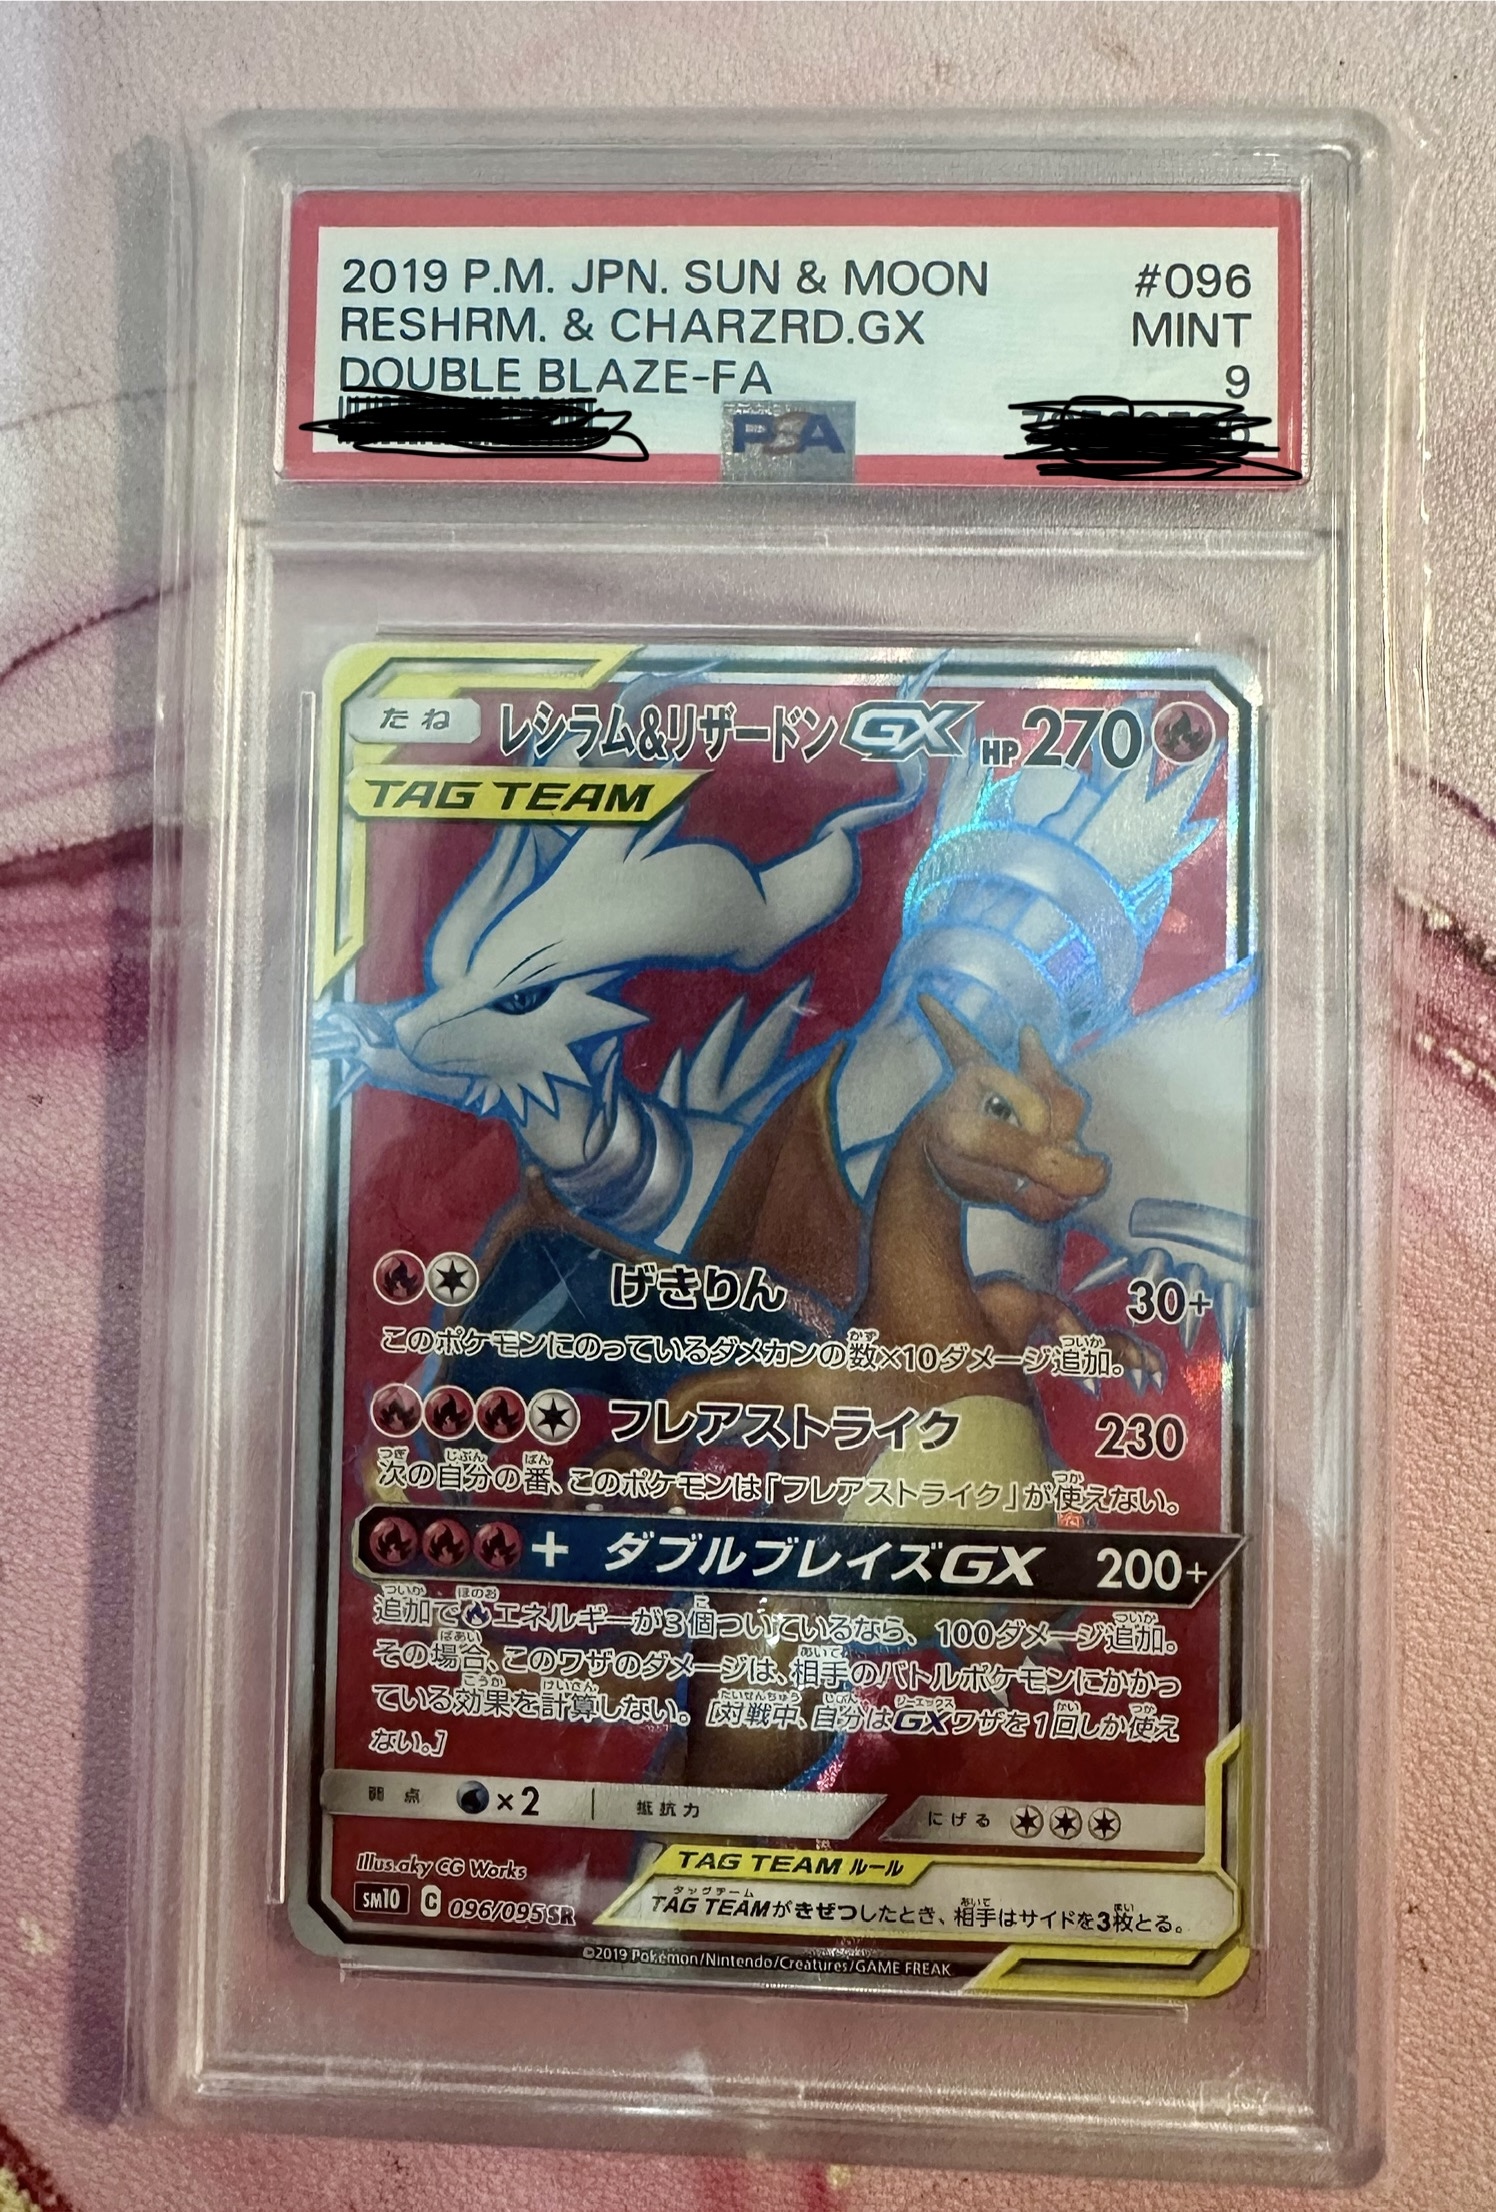 2019 P.M. JPN. SUN & MOON #096
RESHRM. & CHARZRD.GX MINT
DOUBLE BLAZE-FA 9
PSA
たね レシラム&リザードンGX HP270
TAG TEAM
げきりん 30+
このポケモンにのっているダメカンの数×10ダメージ追加。
フレアストライク 230
次の自分の番、このポケモンは「フレアストライク」が使えない。
+ ダブルブレイズGX 200+
追加で エネルギーが3個ついているなら、100ダメージ追加。
その場合、このワザのダメージは、相手のバトルポケモンにかかっ
ている効果を計算しない。[対戦中、自分はGXワザを1回しか使え
ない。]
弱点 ×2 抵抗力 にげる
Illus.aky CG Works
TAG TEAM ルール
TAG TEAMがきぜつしたとき、相手はサイドを3枚とる。
SM10 C 096/095 SR
©2019 Pokémon/Nintendo/Creatures/GAME FREAK